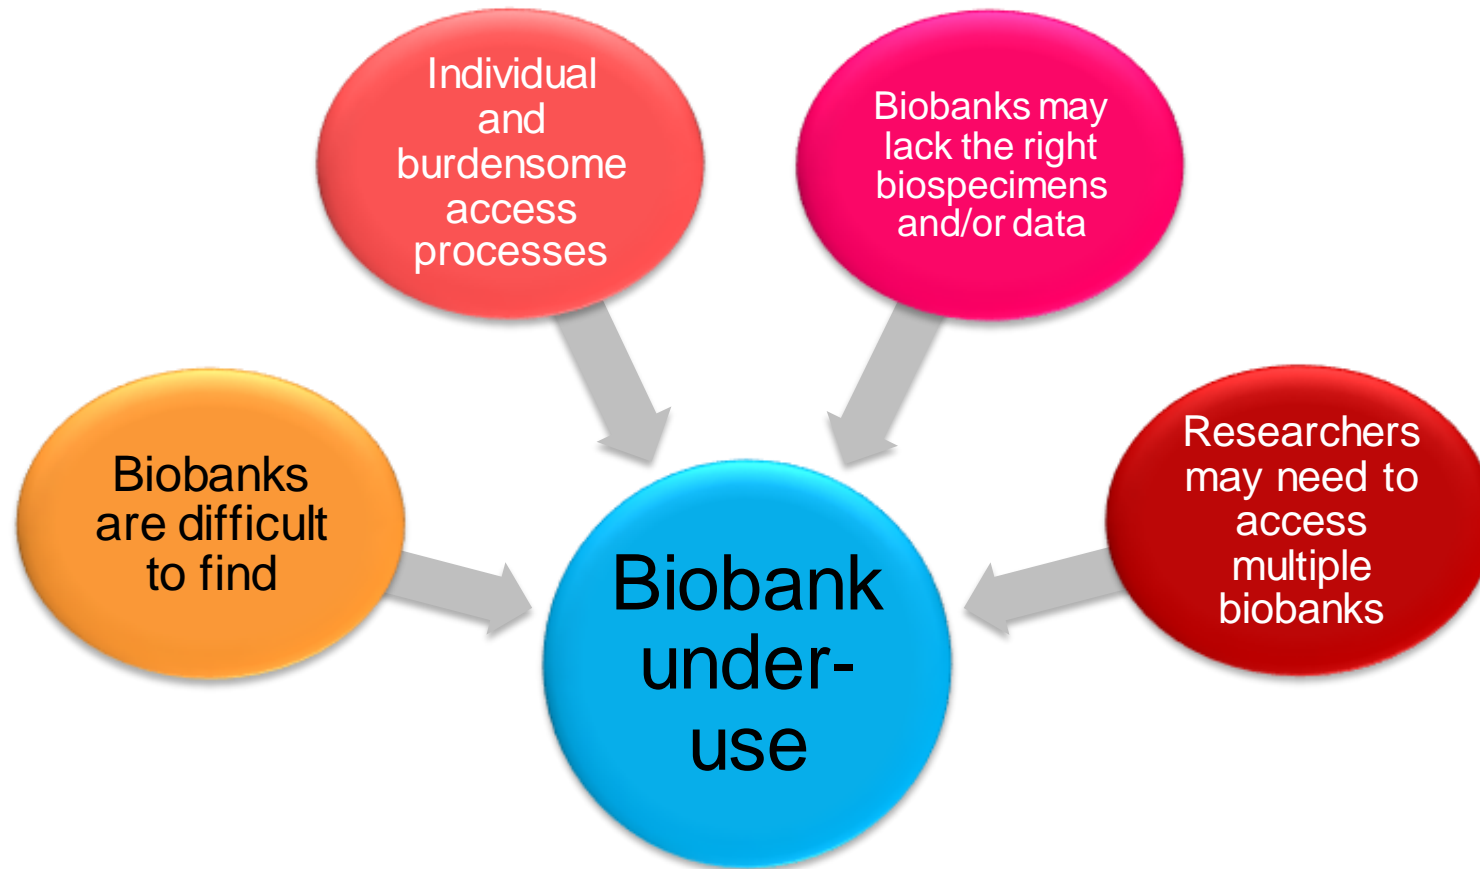 Individual
and
burdensome
access
processes
Biobanks may
lack the right
biospecimens
and/or data
Biobanks
are difficult
to find
Researchers
may need to
access
multiple
biobanks
Biobank
under-
use